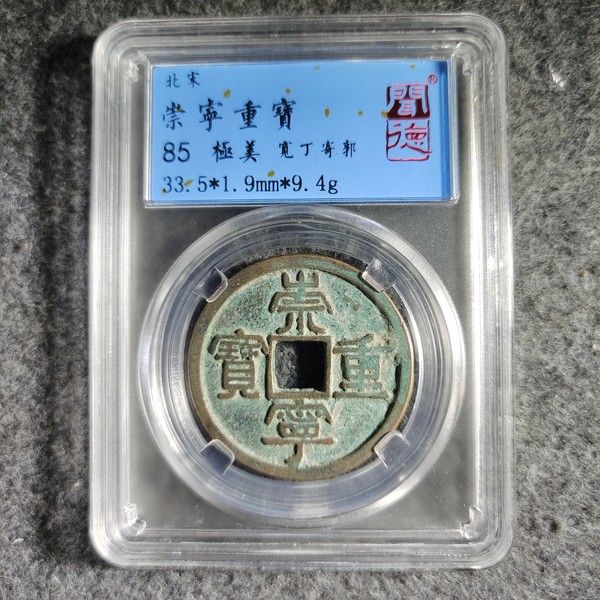 北宋
崇寧重寶
85 極美 寬丁寄郭
33.5*1.9mm*9.4g
聞德
®
崇寧重寶